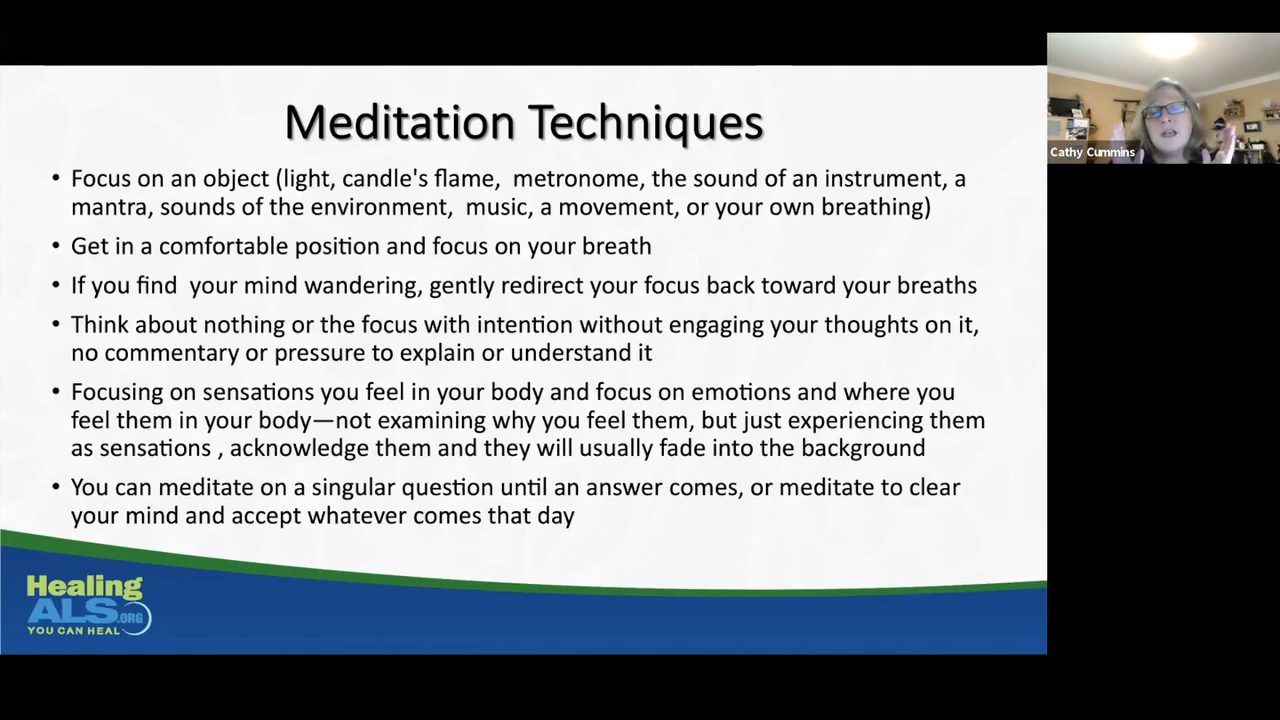 Meditation Techniques
• Focus on an object (light, candle's flame,  metronome, the sound of an instrument, a
mantra, sounds of the environment,  music, a movement, or your own breathing)
• Get in a comfortable position and focus on your breath
• If you find  your mind wandering, gently redirect your focus back toward your breaths
• Think about nothing or the focus with intention without engaging your thoughts on it,
no commentary or pressure to explain or understand it
• Focusing on sensations you feel in your body and focus on emotions and where you
feel them in your body—not examining why you feel them, but just experiencing them
as sensations , acknowledge them and they will usually fade into the background
• You can meditate on a singular question until an answer comes, or meditate to clear
your mind and accept whatever comes that day
Healing
ALS.ORG
YOU CAN HEAL
Cathy Cummins